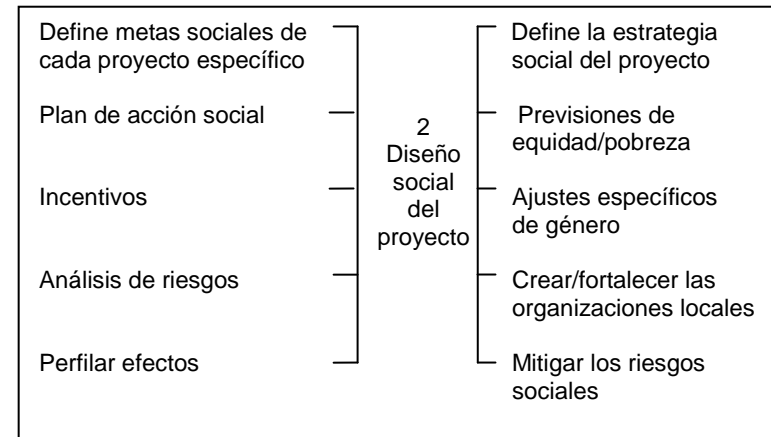 Define metas sociales de
cada proyecto específico
Plan de acción social
Incentivos
Análisis de riesgos
Perfilar efectos
2
Diseño
social
del
proyecto
Define la estrategia
social del proyecto
Previsiones de
equidad/pobreza
Ajustes específicos
de género
Crear/fortalecer las
organizaciones locales
Mitigar los riesgos
sociales